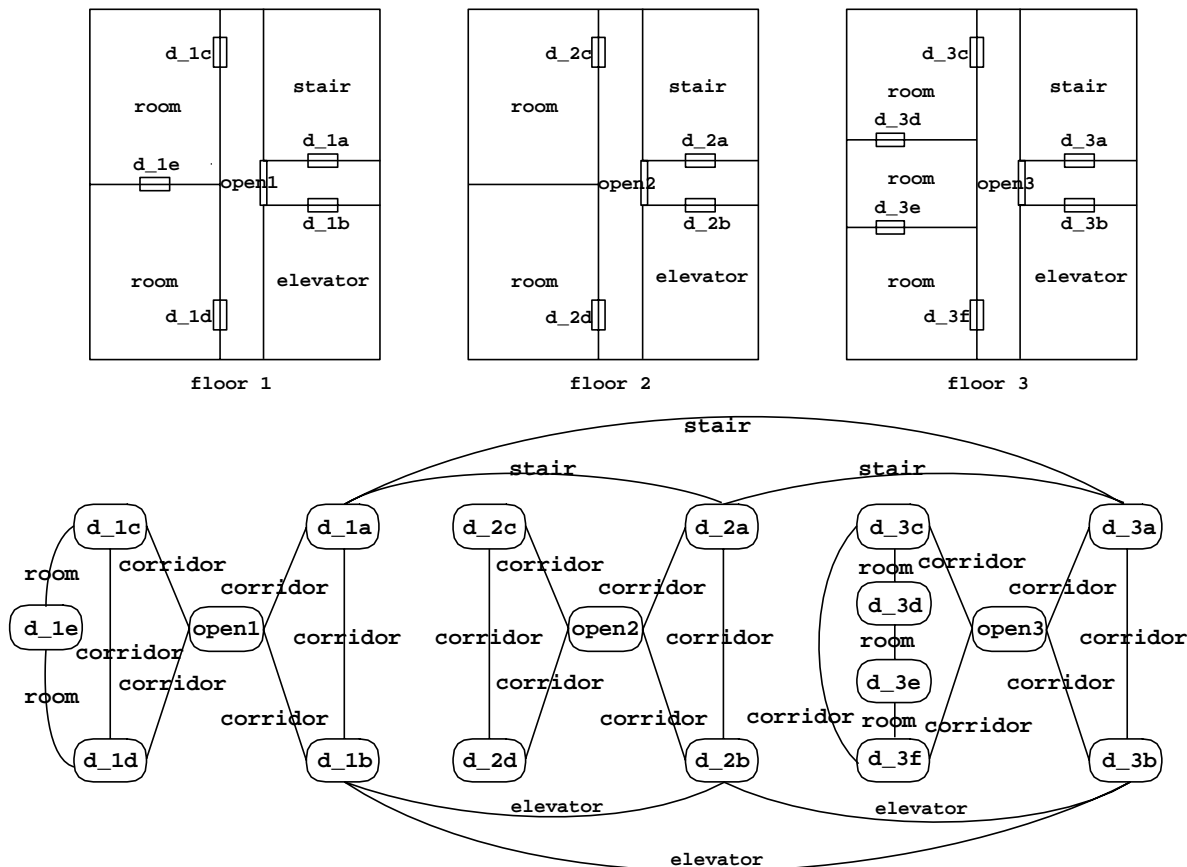 d_1c
room
stair
d_1a
d_1e
open1
d_1b
room
elevator
d_1d
floor 1
d_2c
room
stair
d_2a
open2
d_2b
room
elevator
d_2d
floor 2
d_3c
room
stair
d_3d
d_3a
room
open3
d_3e
d_3b
room
elevator
d_3f
floor 3
stair
stair
stair
d_1c
d_1a
d_2c
d_2a
d_3c
d_3a
room
corridor
corridor
corridor
corridor
room
corridor
corridor
d_1e
open1
corridor
corridor
open2
corridor
d_3d
room
open3
corridor
corridor
room
corridor
corridor
corridor
corridor
d_3e
corridor
corridor
room
corridor
d_1d
d_1b
d_2d
d_2b
d_3f
d_3b
elevator
elevator
elevator